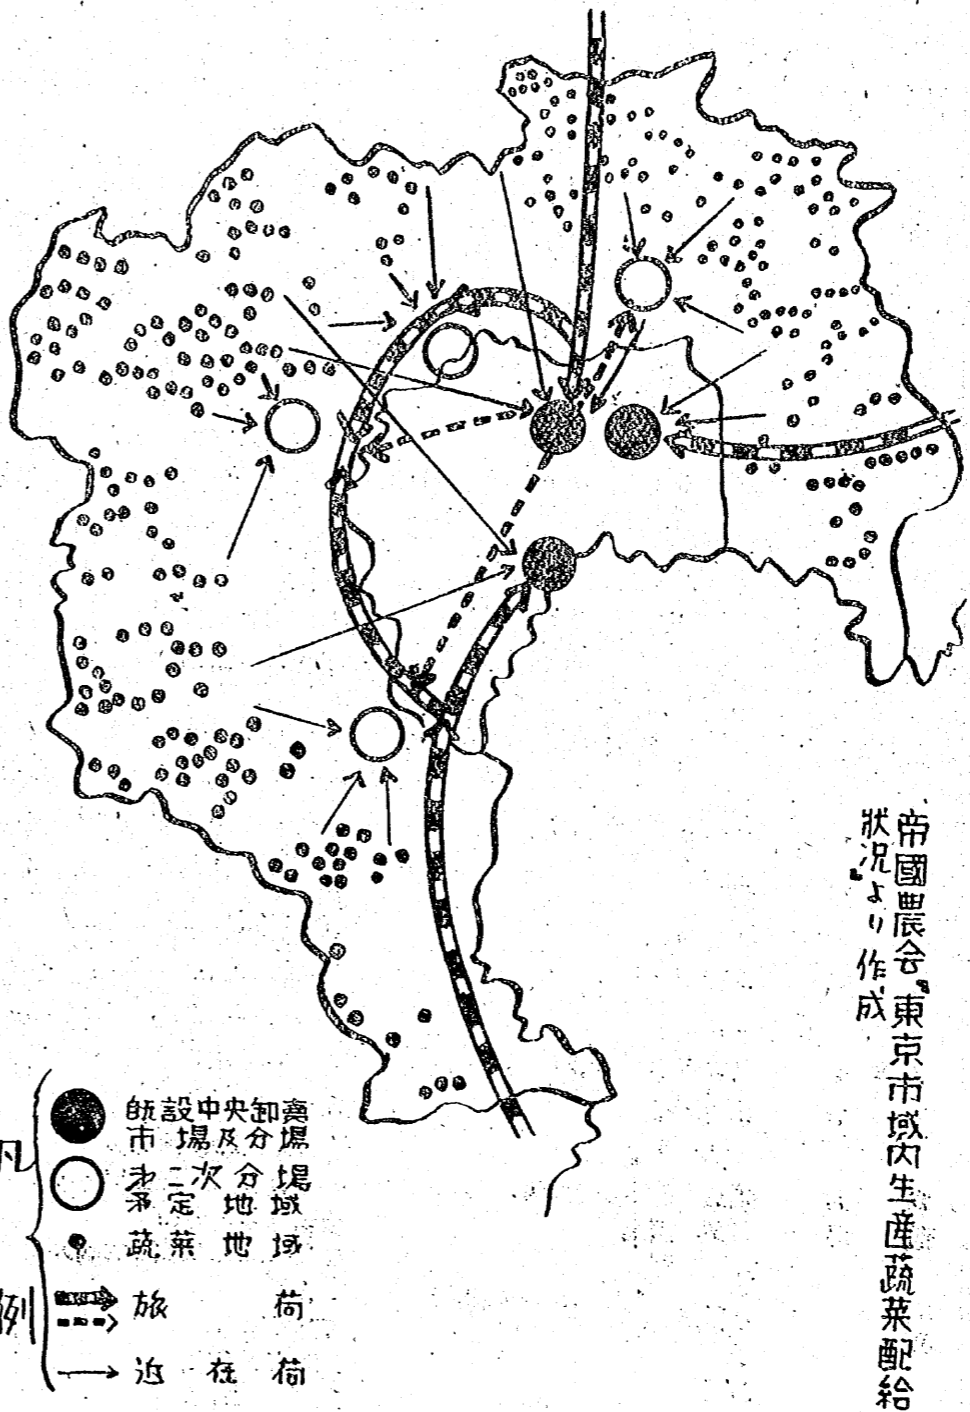 帝國農会『東京市域内生産蔬菜配給
状況』より作成
凡例
既設中央卸賣
市場及分場
第二次分場
予定地域
蔬菜地域
旅荷
近在荷